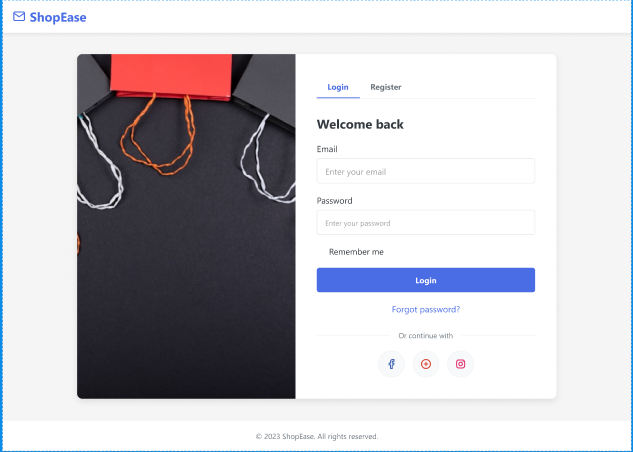 ShopEase
Login Register
Welcome back
Email
Enter your email
Password
Enter your password
Remember me
Login
Forgot password?
Or continue with
© 2023 ShopEase. All rights reserved.